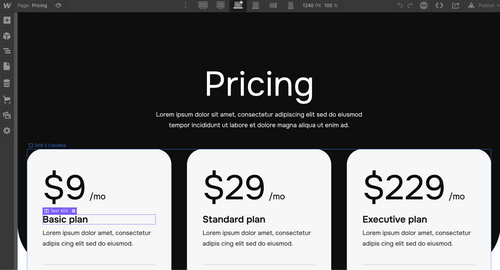 Page: Pricing
1240 PX 100 %
Publish
Pricing
Lorem ipsum dolor sit amet, consectetur adipiscing elit sed do eiusmod
tempor incididunt ut labore et dolore magna aliqua ut enim ad.
Grid 3 Columns
$9 /mo
$29 /mo
$229 /mo
Text 400
Basic plan
Standard plan
Executive plan
Lorem ipsum dolor sit amet, consectetur
adipis cing elit sed do eiusmod.
Lorem ipsum dolor sit amet, consectetur
adipis cing elit sed do eiusmod.
Lorem ipsum dolor sit amet, consectetur
adipis cing elit sed do eiusmod.